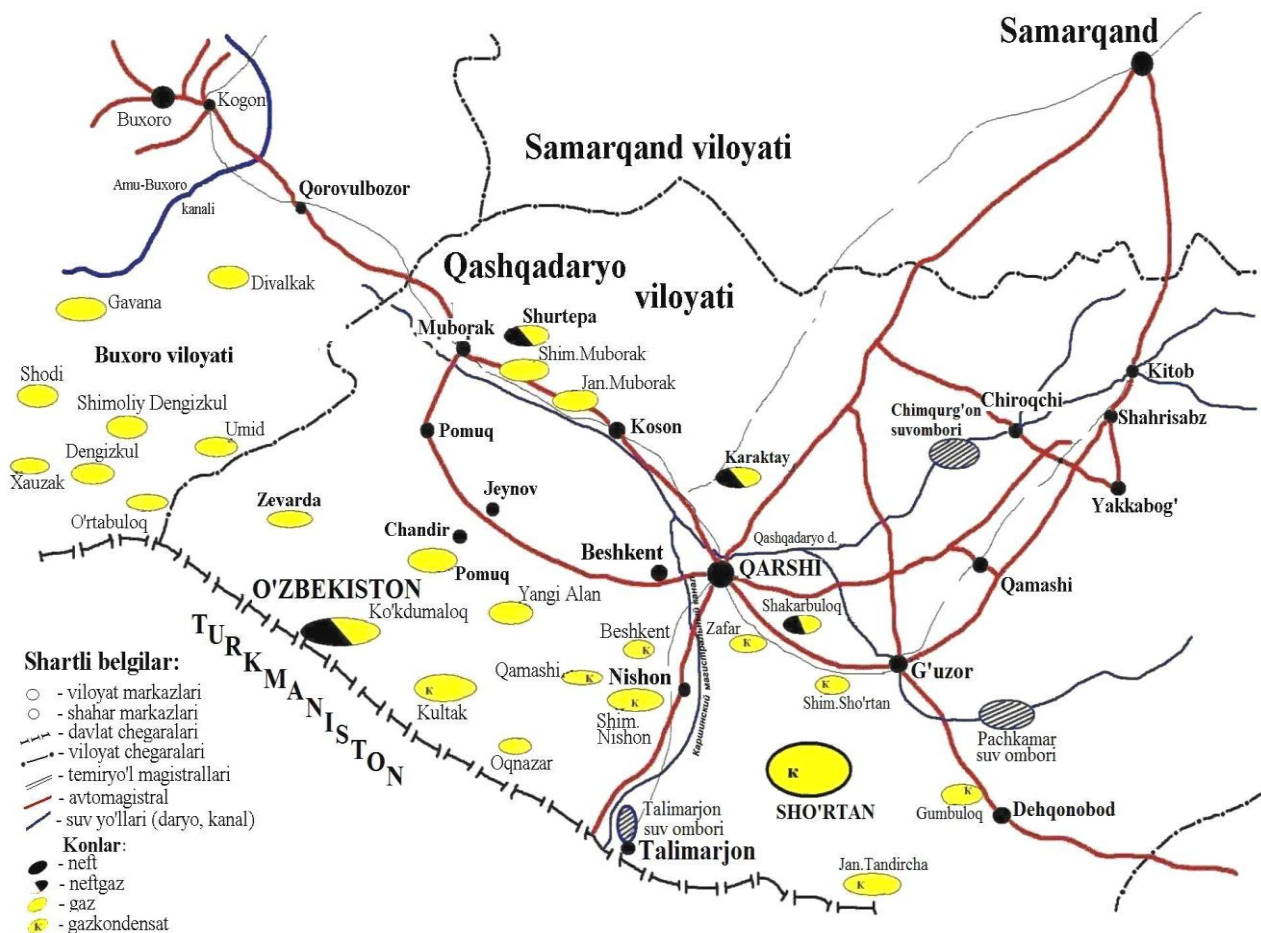 Samarqand
Kogon
Buxoro
Samarqand viloyati
Amu-Buxoro
kanali
Qorovulbozor
Qashqadaryo
viloyati
Divalkak
Gavana
Shurtepa
Muborak
Shim.Muborak
Buxoro viloyati
Shodi
Jan.Muborak
Kitob
Shimoliy Dengizkul
Chiroqchi
Chimqurg'on
suvombori
Shahrisabz
Umid
Pomuq
Koson
Dengizkul
Karaktay
Xauzak
Yakkabog'
Zevarda
Jeynov
O'rtabuloq
Chandir
Qashqadaryo d.
Beshkent
QARSHI
Pomuq
Qamashi
O'ZBEKISTON
Ko'kdumaloq
Yangi Alan
Shakarbuloq
TURKMANISTON
Beshkent
Zafar
Каршинский магистральный канал
Qamashi
Nishon
G'uzor
Kultak
к
к
к
к
к
к
Shim.
Nishon
Shim.Sho'rtan
Pachkamar
suv ombori
Oqnazar
к
SHO'RTAN
к
Gumbuloq
Dehqonobod
Talimarjon
suv ombori
Talimarjon
Jan.Tandircha
к
Shartli belgilar:
- viloyat markazlari
- shahar markazlari
- davlat chegaralari
- viloyat chegaralari
- temiryo'l magistrallari
- avtomagistral
- suv yo'llari (daryo, kanal)
Konlar:
- neft
- neftgaz
- gaz
к - gazkondensat